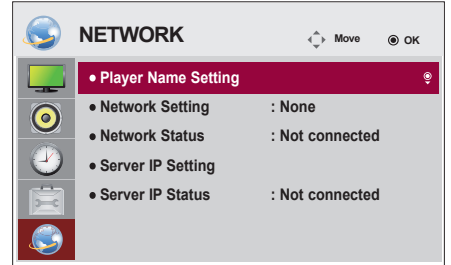 NETWORK Move OK
● Player Name Setting
● Network Setting : None
● Network Status : Not connected
● Server IP Setting
● Server IP Status : Not connected